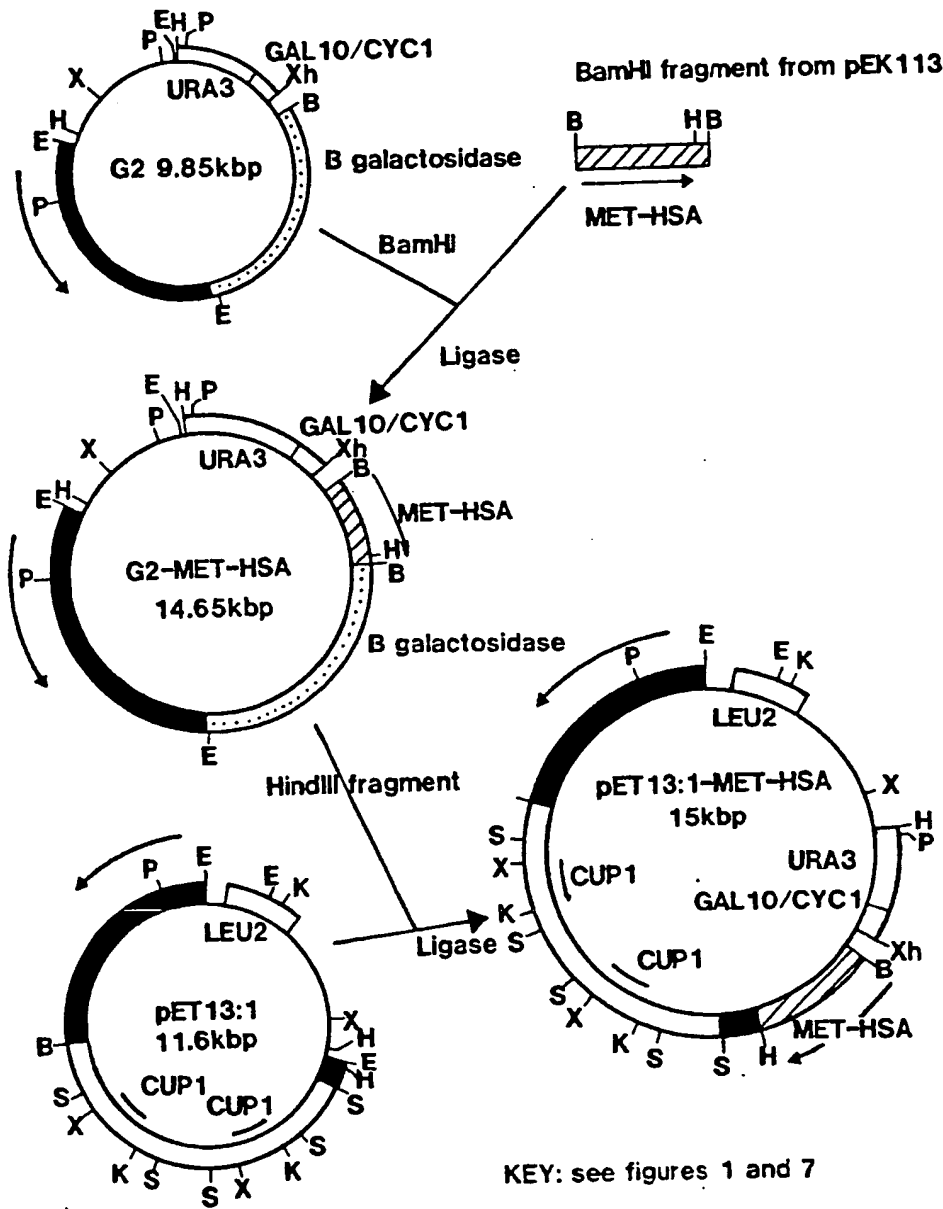 E
H
P
P
GAL10/CYC1
X
Xh
URA3
B
H
E
G2 9.85kbp
B galactosidase
P
E
BamHI fragment from pEK113
B
H B
MET-HSA
BamHI
Ligase
E
H
P
P
GAL10/CYC1
X
Xh
URA3
B
E
H
MET-HSA
H
B
P
G2-MET-HSA
14.65kbp
B galactosidase
E
HindIII fragment
Ligase
P
E
E
K
LEU2
B
pET13:1
11.6kbp
X
H
E
H
S
CUP1
CUP1
S
X
K
S
S
X
K
S
P
E
E
K
LEU2
pET13:1-MET-HSA
15kbp
X
H
P
URA3
GAL10/CYC1
S
X
CUP1
K
S
CUP1
Xh
B
S
X
MET-HSA
K
S
S
H
KEY: see figures 1 and 7